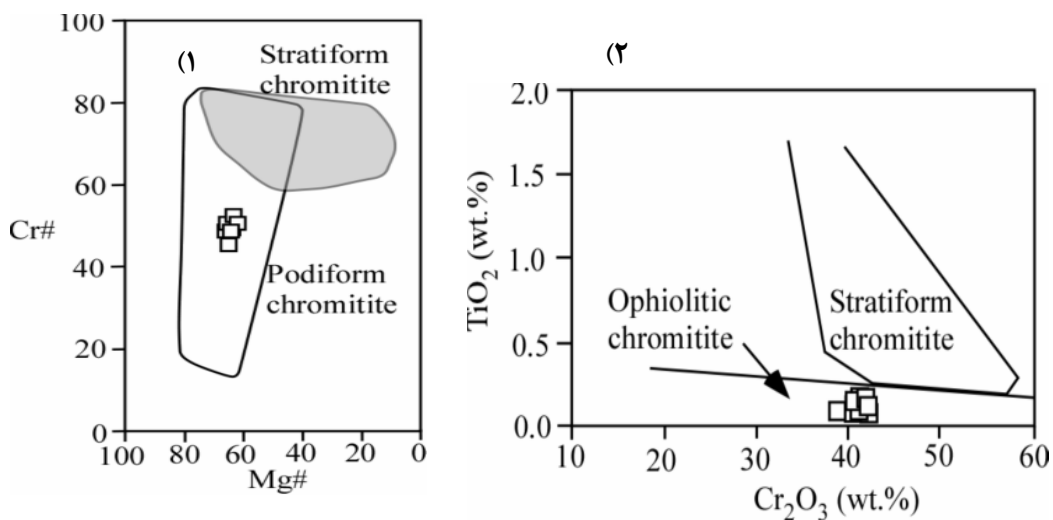 (۱
100
80
60
40
20
0
Cr#
Stratiform
chromitite
Podiform
chromitite
100 80 60 40 20 0
Mg#
(۲
2.0
1.5
1.0
0.5
0.0
TiO2 (wt.%)
Ophiolitic
chromitite
Stratiform
chromitite
10 20 30 40 50 60
Cr2O3 (wt.%)